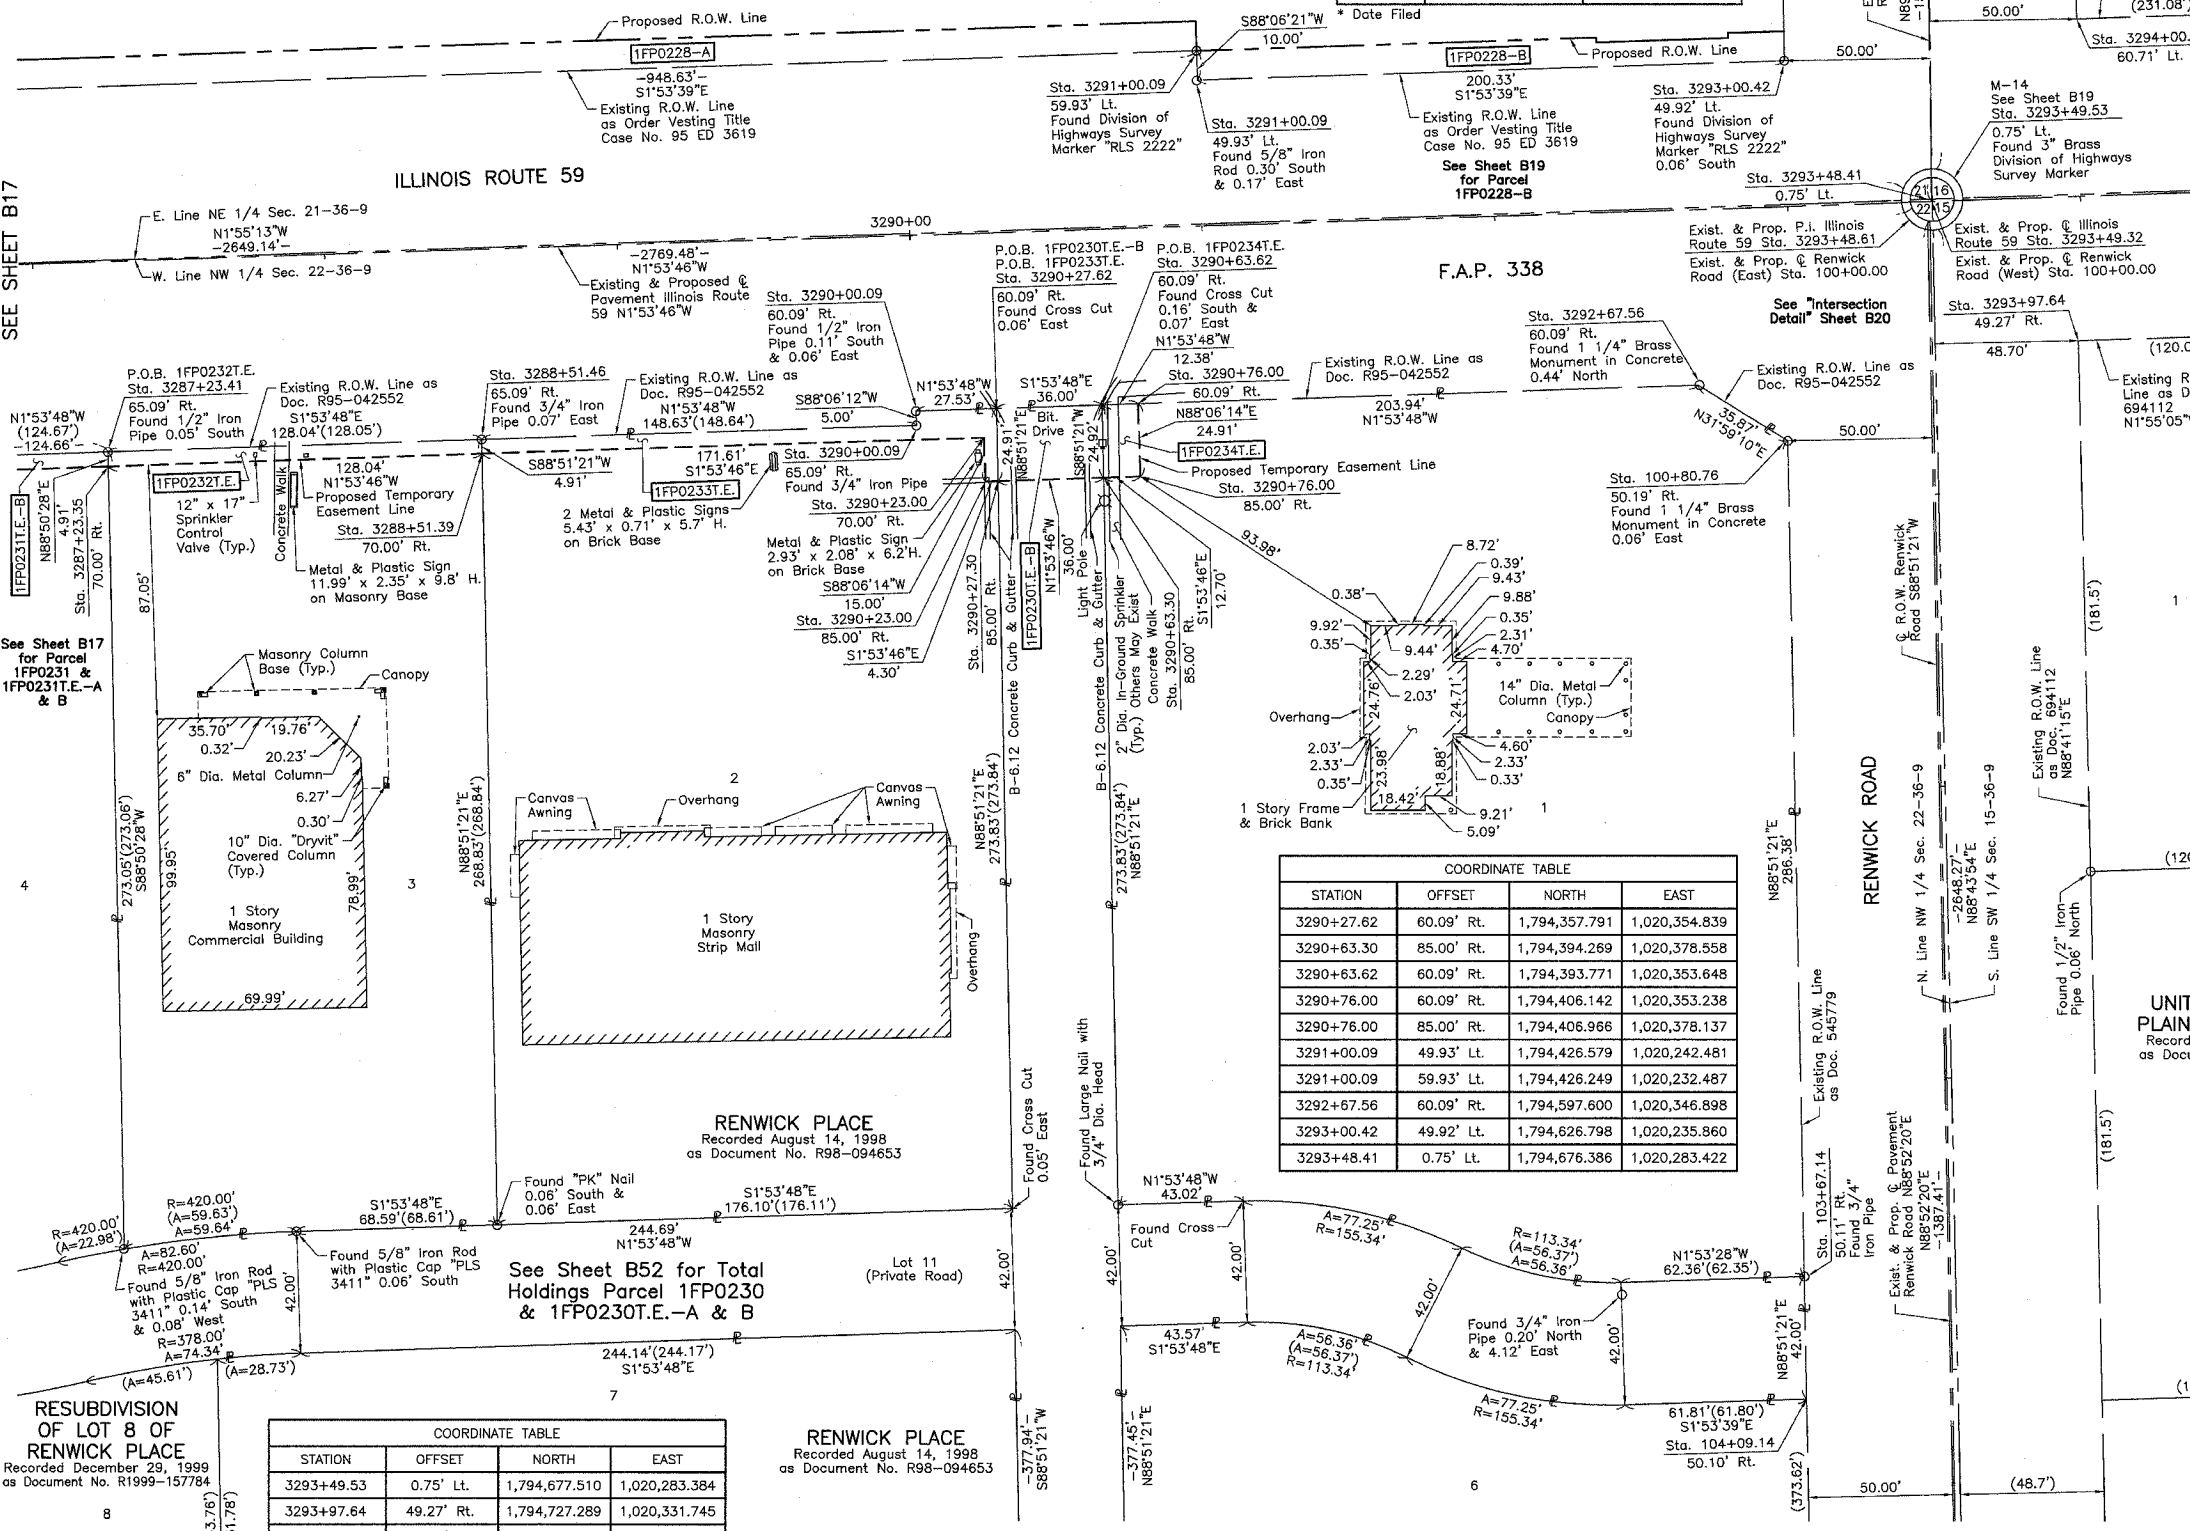 Proposed R.O.W. Line
1FP0228-A
-948.63'-
S1°53'39"E
Existing R.O.W. Line
as Order Vesting Title
Case No. 95 ED 3619
* Date Filed
S88°06'21"W
10.00'
Sta. 3291+00.09
59.93' Lt.
Found Division of
Highways Survey
Marker "RLS 2222"
Sta. 3291+00.09
49.93' Lt.
Found 5/8" Iron
Rod 0.30' South
& 0.17' East
1FP0228-B
200.33'
S1°53'39"E
Existing R.O.W. Line
as Order Vesting Title
Case No. 95 ED 3619
See Sheet B19
for Parcel
1FP0228-B
Proposed R.O.W. Line
Sta. 3293+00.42
49.92' Lt.
Found Division of
Highways Survey
Marker "RLS 2222"
0.06' South
50.00'
50.00'
(231.08')
Sta. 3294+00.
60.71' Lt.
M-14
See Sheet B19
Sta. 3293+49.53
0.75' Lt.
Found 3" Brass
Division of Highways
Survey Marker
Sta. 3293+48.41
0.75' Lt.
21 16
22 15
SEE SHEET B17
ILLINOIS ROUTE 59
E. Line NE 1/4 Sec. 21-36-9
N1°55'13"W
-2649.14'-
W. Line NW 1/4 Sec. 22-36-9
3290+00
-2769.48'-
N1°53'46"W
Existing & Proposed ℄
Pavement Illinois Route
59 N1°53'46"W
F.A.P. 338
Exist. & Prop. P.I. Illinois
Route 59 Sta. 3293+48.61
Exist. & Prop. ℄ Renwick
Road (East) Sta. 100+00.00
Exist. & Prop. ℄ Illinois
Route 59 Sta. 3293+49.32
Exist. & Prop. ℄ Renwick
Road (West) Sta. 100+00.00
See "Intersection
Detail" Sheet B20
Sta. 3293+97.64
49.27' Rt.
48.70'
Sta. 3290+00.09
60.09' Rt.
Found 1/2" Iron
Pipe 0.11' South
& 0.06' East
P.O.B. 1FP0230T.E.-B
P.O.B. 1FP0233T.E.
Sta. 3290+27.62
60.09' Rt.
Found Cross Cut
0.06' East
P.O.B. 1FP0234T.E.
Sta. 3290+63.62
60.09' Rt.
Found Cross Cut
0.16' South &
0.07' East
N1°53'48"W
12.38'
Sta. 3290+76.00
60.09' Rt.
N88°06'14"E
24.91'
1FP0234T.E.
Proposed Temporary Easement Line
Sta. 3290+76.00
85.00' Rt.
Existing R.O.W. Line as
Doc. R95-042552
203.94'
N1°53'48"W
Sta. 3292+67.56
60.09' Rt.
Found 1 1/4" Brass
Monument in Concrete
0.44' North
Existing R.O.W. Line as
Doc. R95-042552
35.87'
N31°59'10"E
50.00'
Sta. 100+80.76
50.19' Rt.
Found 1 1/4" Brass
Monument in Concrete
0.06' East
N1°53'48"W
(124.67')
-124.66'-
P.O.B. 1FP0232T.E.
Sta. 3287+23.41
65.09' Rt.
Found 1/2" Iron
Pipe 0.05' South
Existing R.O.W. Line as
Doc. R95-042552
S1°53'48"E
128.04'(128.05')
Sta. 3288+51.46
65.09' Rt.
Found 3/4" Iron
Pipe 0.07' East
Existing R.O.W. Line as
Doc. R95-042552
N1°53'48"W
148.63'(148.64')
S88°06'12"W
5.00'
N1°53'48"W
27.53'
S1°53'48"E
36.00'
Bit.
Drive
24.91'
N88°51'21"E
S88°51'21"W
24.92'
1FP0231T.E.-B
N88°50'28"E
4.91'
Sta. 3287+23.35
70.00' Rt.
1FP0232T.E.
12" x 17"
Sprinkler
Control
Valve (Typ.)
Concrete Walk
128.04'
N1°53'46"W
Proposed Temporary
Easement Line
Sta. 3288+51.39
70.00' Rt.
Metal & Plastic Sign
11.99' x 2.35' x 9.8' H.
on Masonry Base
S88°51'21"W
4.91'
171.61'
S1°53'46"E
1FP0233T.E.
2 Metal & Plastic Signs
5.43' x 0.71' x 5.7' H.
on Brick Base
Sta. 3290+00.09
65.09' Rt.
Found 3/4" Iron Pipe
Sta. 3290+23.00
70.00' Rt.
Metal & Plastic Sign
2.93' x 2.08' x 6.2'H.
on Brick Base
S88°06'14"W
15.00'
Sta. 3290+23.00
85.00' Rt.
S1°53'46"E
4.30'
Sta. 3290+27.30
85.00' Rt.
B-6.12 Concrete Curb & Gutter
1FP0230T.E.-B
N1°53'46"W
36.00'
Light Pole
B-6.12 Concrete Curb & Gutter
2" Dia. In-Ground Sprinkler
(Typ.) Others May Exist
Concrete Walk
Sta. 3290+63.30
85.00' Rt.
S1°53'46"E
12.70'
93.98'
See Sheet B17
for Parcel
1FP0231 &
1FP0231T.E.-A
& B
87.05'
Masonry Column
Base (Typ.)
Canopy
35.70'
19.76'
0.32'
20.23'
6" Dia. Metal Column
6.27'
0.30'
10" Dia. "Dryvit"
Covered Column
(Typ.)
99.95'
78.99'
1 Story
Masonry
Commercial Building
69.99'
4
3
273.05'(273.06')
S88°50'28"W
N88°51'21"E
268.83'(268.84')
2
Canvas
Awning
Overhang
Canvas
Awning
1 Story
Masonry
Strip Mall
Overhang
N88°51'21"E
273.83'(273.84')
273.83'(273.84')
N88°51'21"E
8.72'
0.39'
9.43'
9.88'
0.35'
2.31'
4.70'
0.38'
9.92'
0.35'
9.44'
2.29'
2.03'
24.76'
24.71'
Overhang
14" Dia. Metal
Column (Typ.)
Canopy
2.03'
2.33'
0.35'
4.60'
2.33'
0.33'
23.98'
18.88'
18.42'
9.21'
5.09'
1 Story Frame
& Brick Bank
1
COORDINATE TABLE
STATION OFFSET NORTH EAST
3290+27.62 60.09' Rt. 1,794,357.791 1,020,354.839
3290+63.30 85.00' Rt. 1,794,394.269 1,020,378.558
3290+63.62 60.09' Rt. 1,794,393.771 1,020,353.648
3290+76.00 60.09' Rt. 1,794,406.142 1,020,353.238
3290+76.00 85.00' Rt. 1,794,406.966 1,020,378.137
3291+00.09 49.93' Lt. 1,794,426.579 1,020,242.481
3291+00.09 59.93' Lt. 1,794,426.249 1,020,232.487
3292+67.56 60.09' Rt. 1,794,597.600 1,020,346.898
3293+00.42 49.92' Lt. 1,794,626.798 1,020,235.860
3293+48.41 0.75' Lt. 1,794,676.386 1,020,283.422
N88°51'21"E
286.38'
RENWICK ROAD
℄ R.O.W. Renwick
Road S88°51'21"W
N. Line NW 1/4 Sec. 22-36-9
-2648.27'-
N88°43'54"E
S. Line SW 1/4 Sec. 15-36-9
(181.5')
1
Existing R.O.W. Line
as Doc. 694112
N88°41'15"E
Found 1/2" Iron
Pipe 0.06' North
(181.5')
Existing R.O.W. Line
as Doc. 545779
Exist. & Prop. ℄ Pavement
Renwick Road N88°52'20"E
N88°52'20"E
-1387.41'-
Sta. 103+67.14
50.11' Rt.
Found 3/4"
Iron Pipe
RENWICK PLACE
Recorded August 14, 1998
as Document No. R98-094653
Found Cross Cut
0.05' East
Found Large Nail with
3/4" Dia. Head
R=420.00'
(A=22.98')
R=420.00'
(A=59.63')
A=59.64'
A=82.60'
R=420.00'
Found 5/8" Iron Rod
with Plastic Cap "PLS
3411" 0.14' South
& 0.08' West
R=378.00'
A=74.34'
(A=45.61')
(A=28.73')
S1°53'48"E
68.59'(68.61')
Found 5/8" Iron Rod
with Plastic Cap "PLS
3411" 0.06' South
42.00'
Found "PK" Nail
0.06' South &
0.06' East
S1°53'48"E
176.10'(176.11')
244.69'
N1°53'48"W
See Sheet B52 for Total
Holdings Parcel 1FP0230
& 1FP0230T.E.-A & B
Lot 11
(Private Road)
42.00'
42.00'
244.14'(244.17')
S1°53'48"E
7
N1°53'48"W
43.02'
Found Cross
Cut
42.00'
A=77.25'
R=155.34'
R=113.34'
(A=56.37')
A=56.36'
42.00'
N1°53'28"W
62.36'(62.35')
Found 3/4" Iron
Pipe 0.20' North
& 4.12' East
42.00'
N88°51'21"E
42.00'
43.57'
S1°53'48"E
A=56.36'
(A=56.37')
R=113.34'
A=77.25'
R=155.34'
61.81'(61.80')
S1°53'39"E
Sta. 104+09.14
50.10' Rt.
(373.62')
50.00'
(48.7')
6
-377.94'-
S88°51'21"W
-377.45'-
N88°51'21"E
RESUBDIVISION
OF LOT 8 OF
RENWICK PLACE
Recorded December 29, 1999
as Document No. R1999-157784
8
COORDINATE TABLE
STATION OFFSET NORTH EAST
3293+49.53 0.75' Lt. 1,794,677.510 1,020,283.384
3293+97.64 49.27' Rt. 1,794,727.289 1,020,331.745
RENWICK PLACE
Recorded August 14, 1998
as Document No. R98-094653